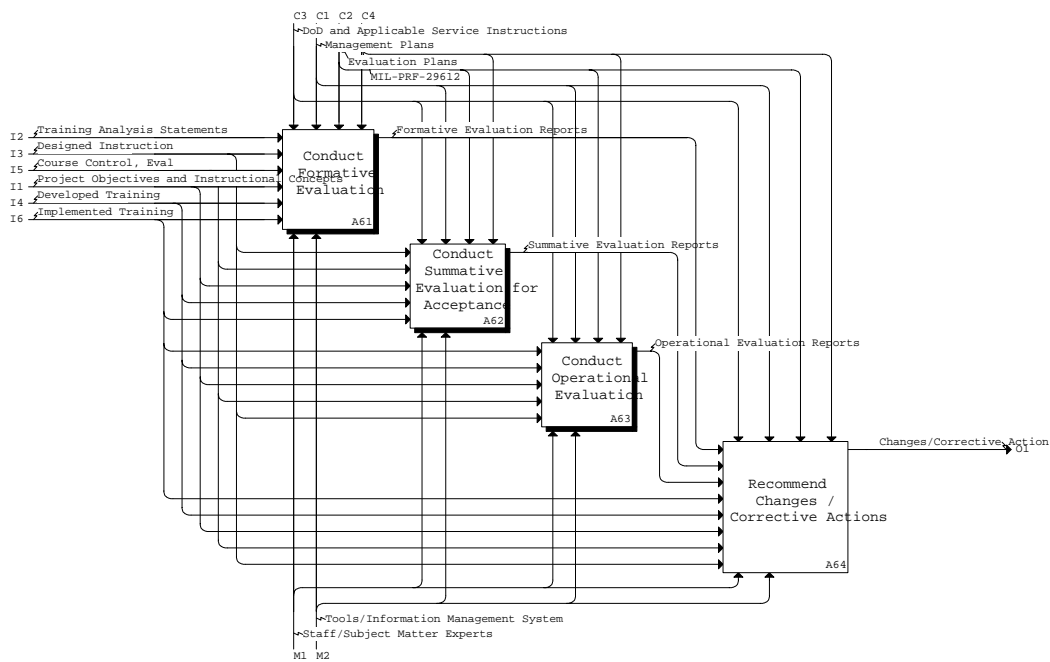 C3 C1 C2 C4
DoD and Applicable Service Instructions
Management Plans
Evaluation Plans
MIL-PRF-29612
I2 Training Analysis Statements
I3 Designed Instruction
I5 Course Control, Eval
I1 Project Objectives and Instructional Concepts
I4 Developed Training
I6 Implemented Training
Conduct
Formative
Evaluation
A61
Formative Evaluation Reports
Conduct
Summative
Evaluation for
Acceptance
A62
Summative Evaluation Reports
Conduct
Operational
Evaluation
A63
Operational Evaluation Reports
Recommend
Changes /
Corrective Actions
A64
Changes/Corrective Action
O1
Tools/Information Management System
Staff/Subject Matter Experts
M1 M2